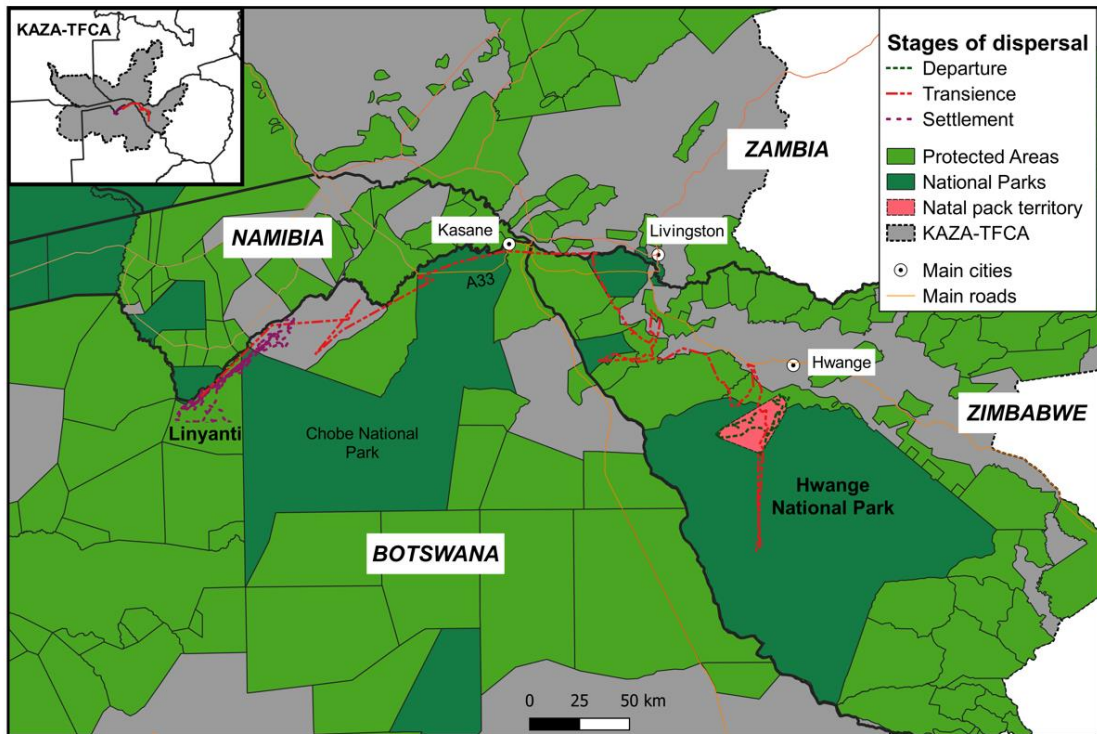 KAZA-TFCA
Stages of dispersal
Departure
Transience
Settlement
Protected Areas
National Parks
Natal pack territory
KAZA-TFCA
Main cities
Main roads
ZAMBIA
NAMIBIA
Kasane
Livingston
A33
Hwange
ZIMBABWE
Linyanti
Chobe National
Park
Hwange
National Park
BOTSWANA
0 25 50 km